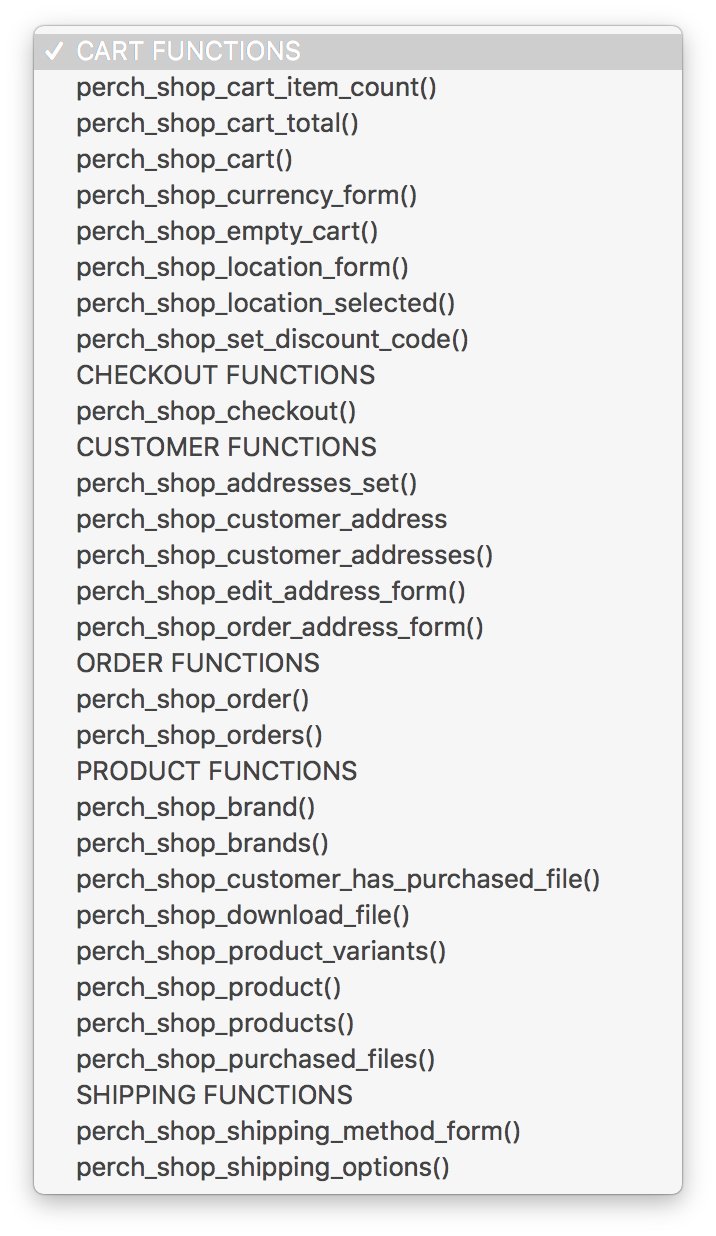 ✓ CART FUNCTIONS
perch_shop_cart_item_count()
perch_shop_cart_total()
perch_shop_cart()
perch_shop_currency_form()
perch_shop_empty_cart()
perch_shop_location_form()
perch_shop_location_selected()
perch_shop_set_discount_code()
CHECKOUT FUNCTIONS
perch_shop_checkout()
CUSTOMER FUNCTIONS
perch_shop_addresses_set()
perch_shop_customer_address
perch_shop_customer_addresses()
perch_shop_edit_address_form()
perch_shop_order_address_form()
ORDER FUNCTIONS
perch_shop_order()
perch_shop_orders()
PRODUCT FUNCTIONS
perch_shop_brand()
perch_shop_brands()
perch_shop_customer_has_purchased_file()
perch_shop_download_file()
perch_shop_product_variants()
perch_shop_product()
perch_shop_products()
perch_shop_purchased_files()
SHIPPING FUNCTIONS
perch_shop_shipping_method_form()
perch_shop_shipping_options()